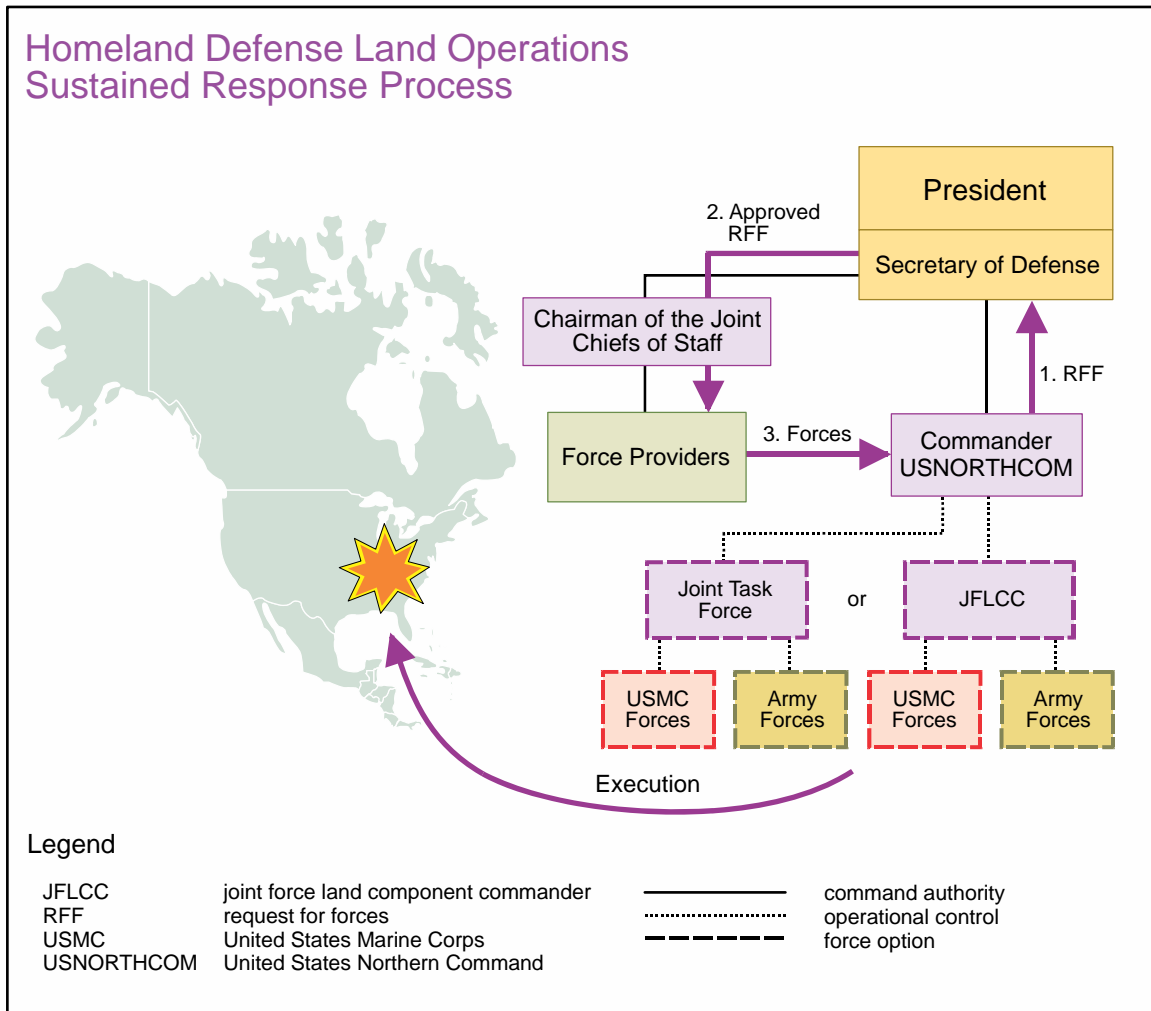 Homeland Defense Land Operations
Sustained Response Process
President
2. Approved
RFF
Secretary of Defense
Chairman of the Joint
Chiefs of Staff
1. RFF
Force Providers
3. Forces
Commander
USNORTHCOM
Joint Task
Force
or
JFLCC
USMC
Forces
Army
Forces
USMC
Forces
Army
Forces
Execution
Legend
JFLCC joint force land component commander
RFF request for forces
USMC United States Marine Corps
USNORTHCOM United States Northern Command
command authority
operational control
force option